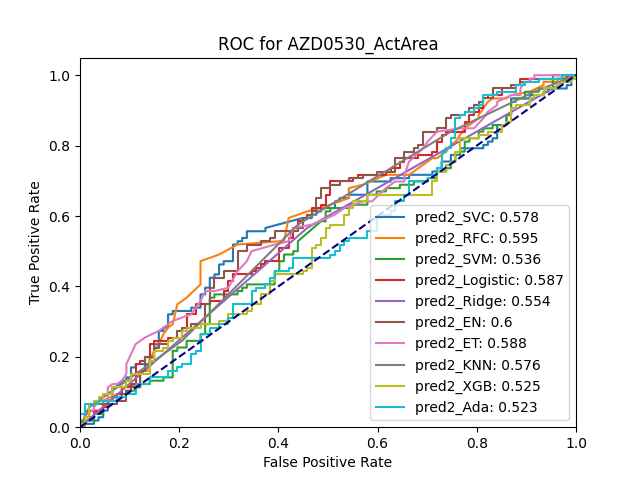 ROC for AZD0530_ActArea
True Positive Rate
1.0
0.8
0.6
0.4
0.2
0.0
pred2_SVC: 0.578
pred2_RFC: 0.595
pred2_SVM: 0.536
pred2_Logistic: 0.587
pred2_Ridge: 0.554
pred2_EN: 0.6
pred2_ET: 0.588
pred2_KNN: 0.576
pred2_XGB: 0.525
pred2_Ada: 0.523
0.0 0.2 0.4 0.6 0.8 1.0
False Positive Rate